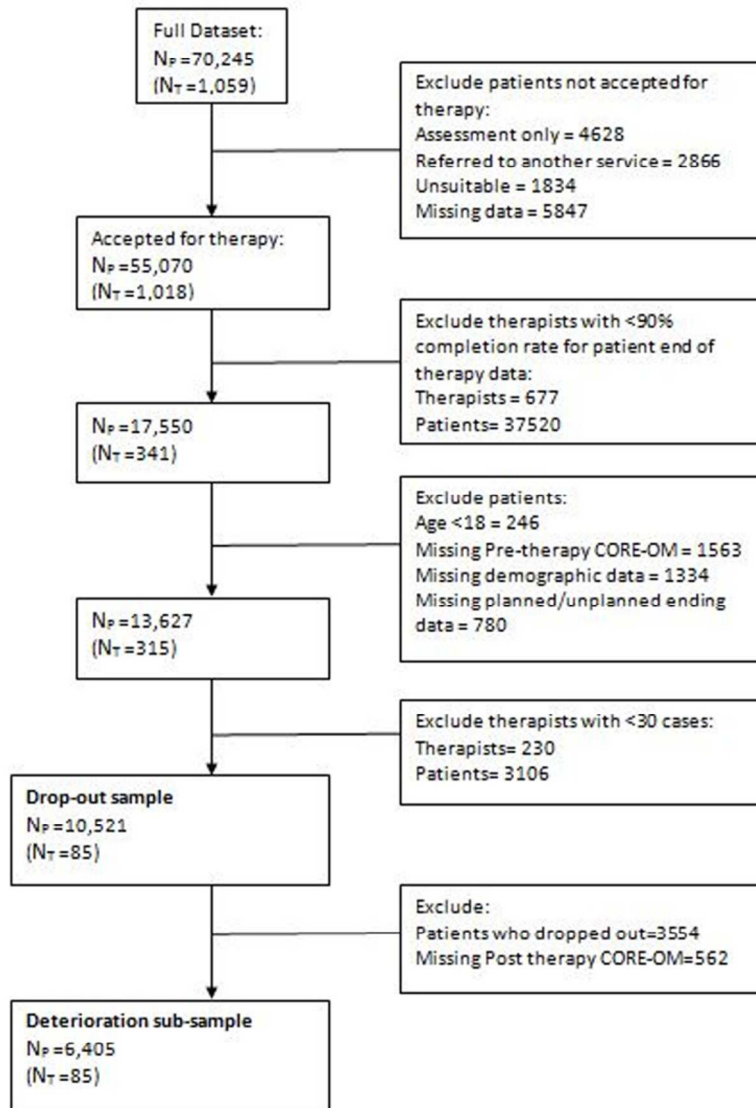 Full Dataset:
Nₚ=70,245
(N_T=1,059)
Exclude patients not accepted for
therapy:
Assessment only = 4628
Referred to another service = 2866
Unsuitable = 1834
Missing data = 5847
Accepted for therapy:
Nₚ=55,070
(N_T=1,018)
Exclude therapists with <90%
completion rate for patient end of
therapy data:
Therapists = 677
Patients= 37520
Nₚ=17,550
(N_T=341)
Exclude patients:
Age <18 = 246
Missing Pre-therapy CORE-OM = 1563
Missing demographic data = 1334
Missing planned/unplanned ending
data = 780
Nₚ=13,627
(N_T=315)
Exclude therapists with <30 cases:
Therapists= 230
Patients= 3106
Drop-out sample
Nₚ=10,521
(N_T=85)
Exclude:
Patients who dropped out=3554
Missing Post therapy CORE-OM=562
Deterioration sub-sample
Nₚ=6,405
(N_T=85)